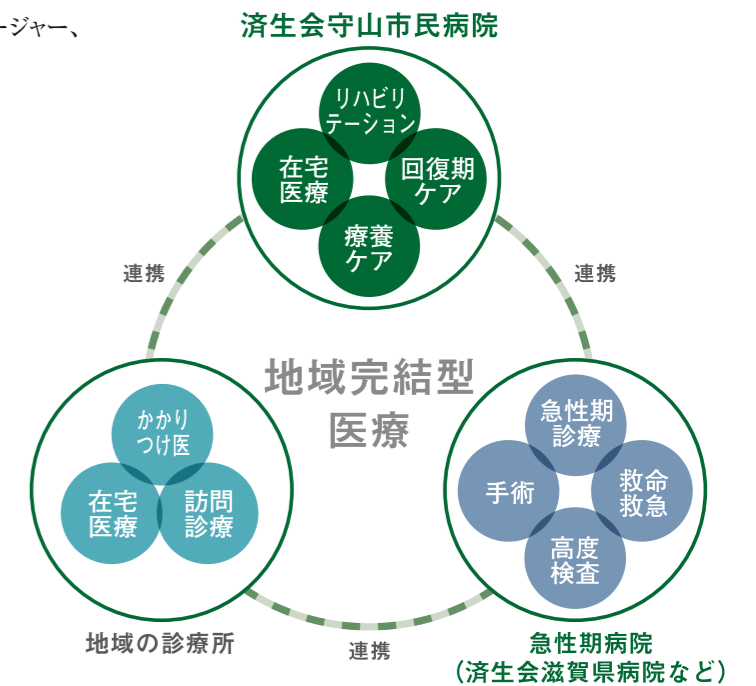 ージャー、
済生会守山市民病院
リハビリ
テーション
在宅
医療
回復期
ケア
療養
ケア
連携
連携
地域完結型
医療
かかり
つけ医
在宅
医療
訪問
診療
急性期
診療
手術
救命
救急
高度
検査
地域の診療所
連携
急性期病院
(済生会滋賀県病院など)